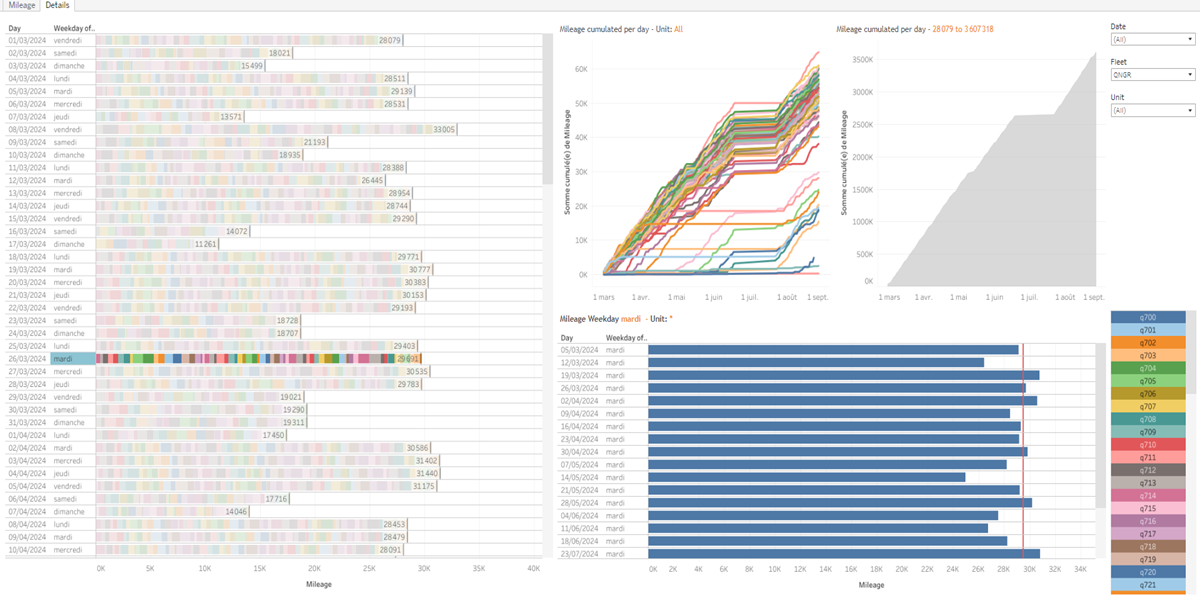 Mileage Details
Day Weekday of..
01/03/2024 vendredi 28079
02/03/2024 samedi 18021
03/03/2024 dimanche 15499
04/03/2024 lundi 28511
05/03/2024 mardi 29139
06/03/2024 mercredi 28531
07/03/2024 jeudi 13571
08/03/2024 vendredi 33005
09/03/2024 samedi 21193
10/03/2024 dimanche 18935
11/03/2024 lundi 28388
12/03/2024 mardi 26445
13/03/2024 mercredi 28954
14/03/2024 jeudi 28744
15/03/2024 vendredi 29290
16/03/2024 samedi 14072
17/03/2024 dimanche 11261
18/03/2024 lundi 29771
19/03/2024 mardi 30777
20/03/2024 mercredi 30383
21/03/2024 jeudi 30153
22/03/2024 vendredi 29193
23/03/2024 samedi 18728
24/03/2024 dimanche 18707
25/03/2024 lundi 29403
26/03/2024 mardi 29691
27/03/2024 mercredi 30535
28/03/2024 jeudi 29783
29/03/2024 vendredi 19021
30/03/2024 samedi 19290
31/03/2024 dimanche 19311
01/04/2024 lundi 17450
02/04/2024 mardi 30586
03/04/2024 mercredi 31402
04/04/2024 jeudi 31440
05/04/2024 vendredi 31175
06/04/2024 samedi 17716
07/04/2024 dimanche 14046
08/04/2024 lundi 28453
09/04/2024 mardi 28479
10/04/2024 mercredi 28091
0K 5K 10K 15K 20K 25K 30K 35K 40K
Mileage
Mileage cumulated per day - Unit: All
Somme cumulé(e) de Mileage
60K
50K
40K
30K
20K
10K
0K
1 mars 1 avr. 1 mai 1 juin 1 juil. 1 août 1 sept.
Mileage cumulated per day - 28079 to 3607318
Somme cumulé(e) de Mileage
3500K
3000K
2500K
2000K
1500K
1000K
500K
0K
1 mars 1 avr. 1 mai 1 juin 1 juil. 1 août 1 sept.
Mileage Weekday mardi - Unit: *
Day Weekday of..
05/03/2024 mardi
12/03/2024 mardi
19/03/2024 mardi
26/03/2024 mardi
02/04/2024 mardi
09/04/2024 mardi
16/04/2024 mardi
23/04/2024 mardi
30/04/2024 mardi
07/05/2024 mardi
14/05/2024 mardi
21/05/2024 mardi
28/05/2024 mardi
04/06/2024 mardi
11/06/2024 mardi
18/06/2024 mardi
23/07/2024 mardi
0K 2K 4K 6K 8K 10K 12K 14K 16K 18K 20K 22K 24K 26K 28K 30K 32K 34K
Mileage
Date
(All)
Fleet
QNGR
Unit
(All)
q700
q701
q702
q703
q704
q705
q706
q707
q708
q709
q710
q711
q712
q713
q714
q715
q716
q717
q718
q719
q720
q721